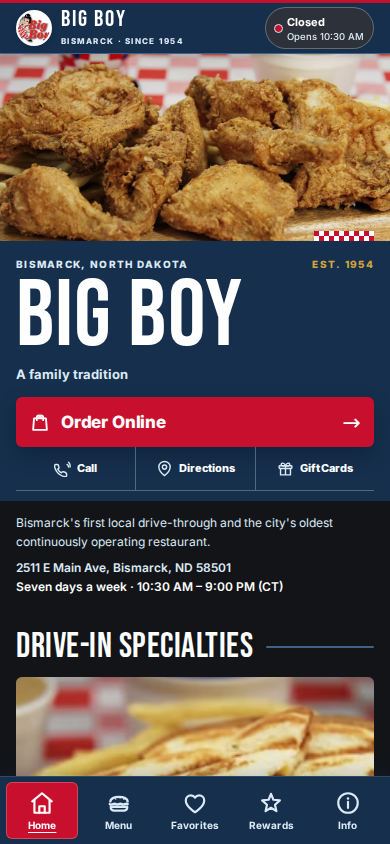 Big Boy
BIG BOY
BISMARCK · SINCE 1954
Closed
Opens 10:30 AM
BISMARCK, NORTH DAKOTA
EST. 1954
BIG BOY
A family tradition
Order Online →
Call
Directions
GiftCards
Bismarck's first local drive-through and the city's oldest
continuously operating restaurant.
2511 E Main Ave, Bismarck, ND 58501
Seven days a week · 10:30 AM – 9:00 PM (CT)
DRIVE-IN SPECIALTIES
Home
Menu
Favorites
Rewards
Info